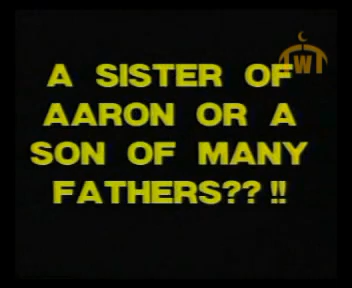 A SISTER OF
AARON OR A
SON OF MANY
FATHERS?? !!
W